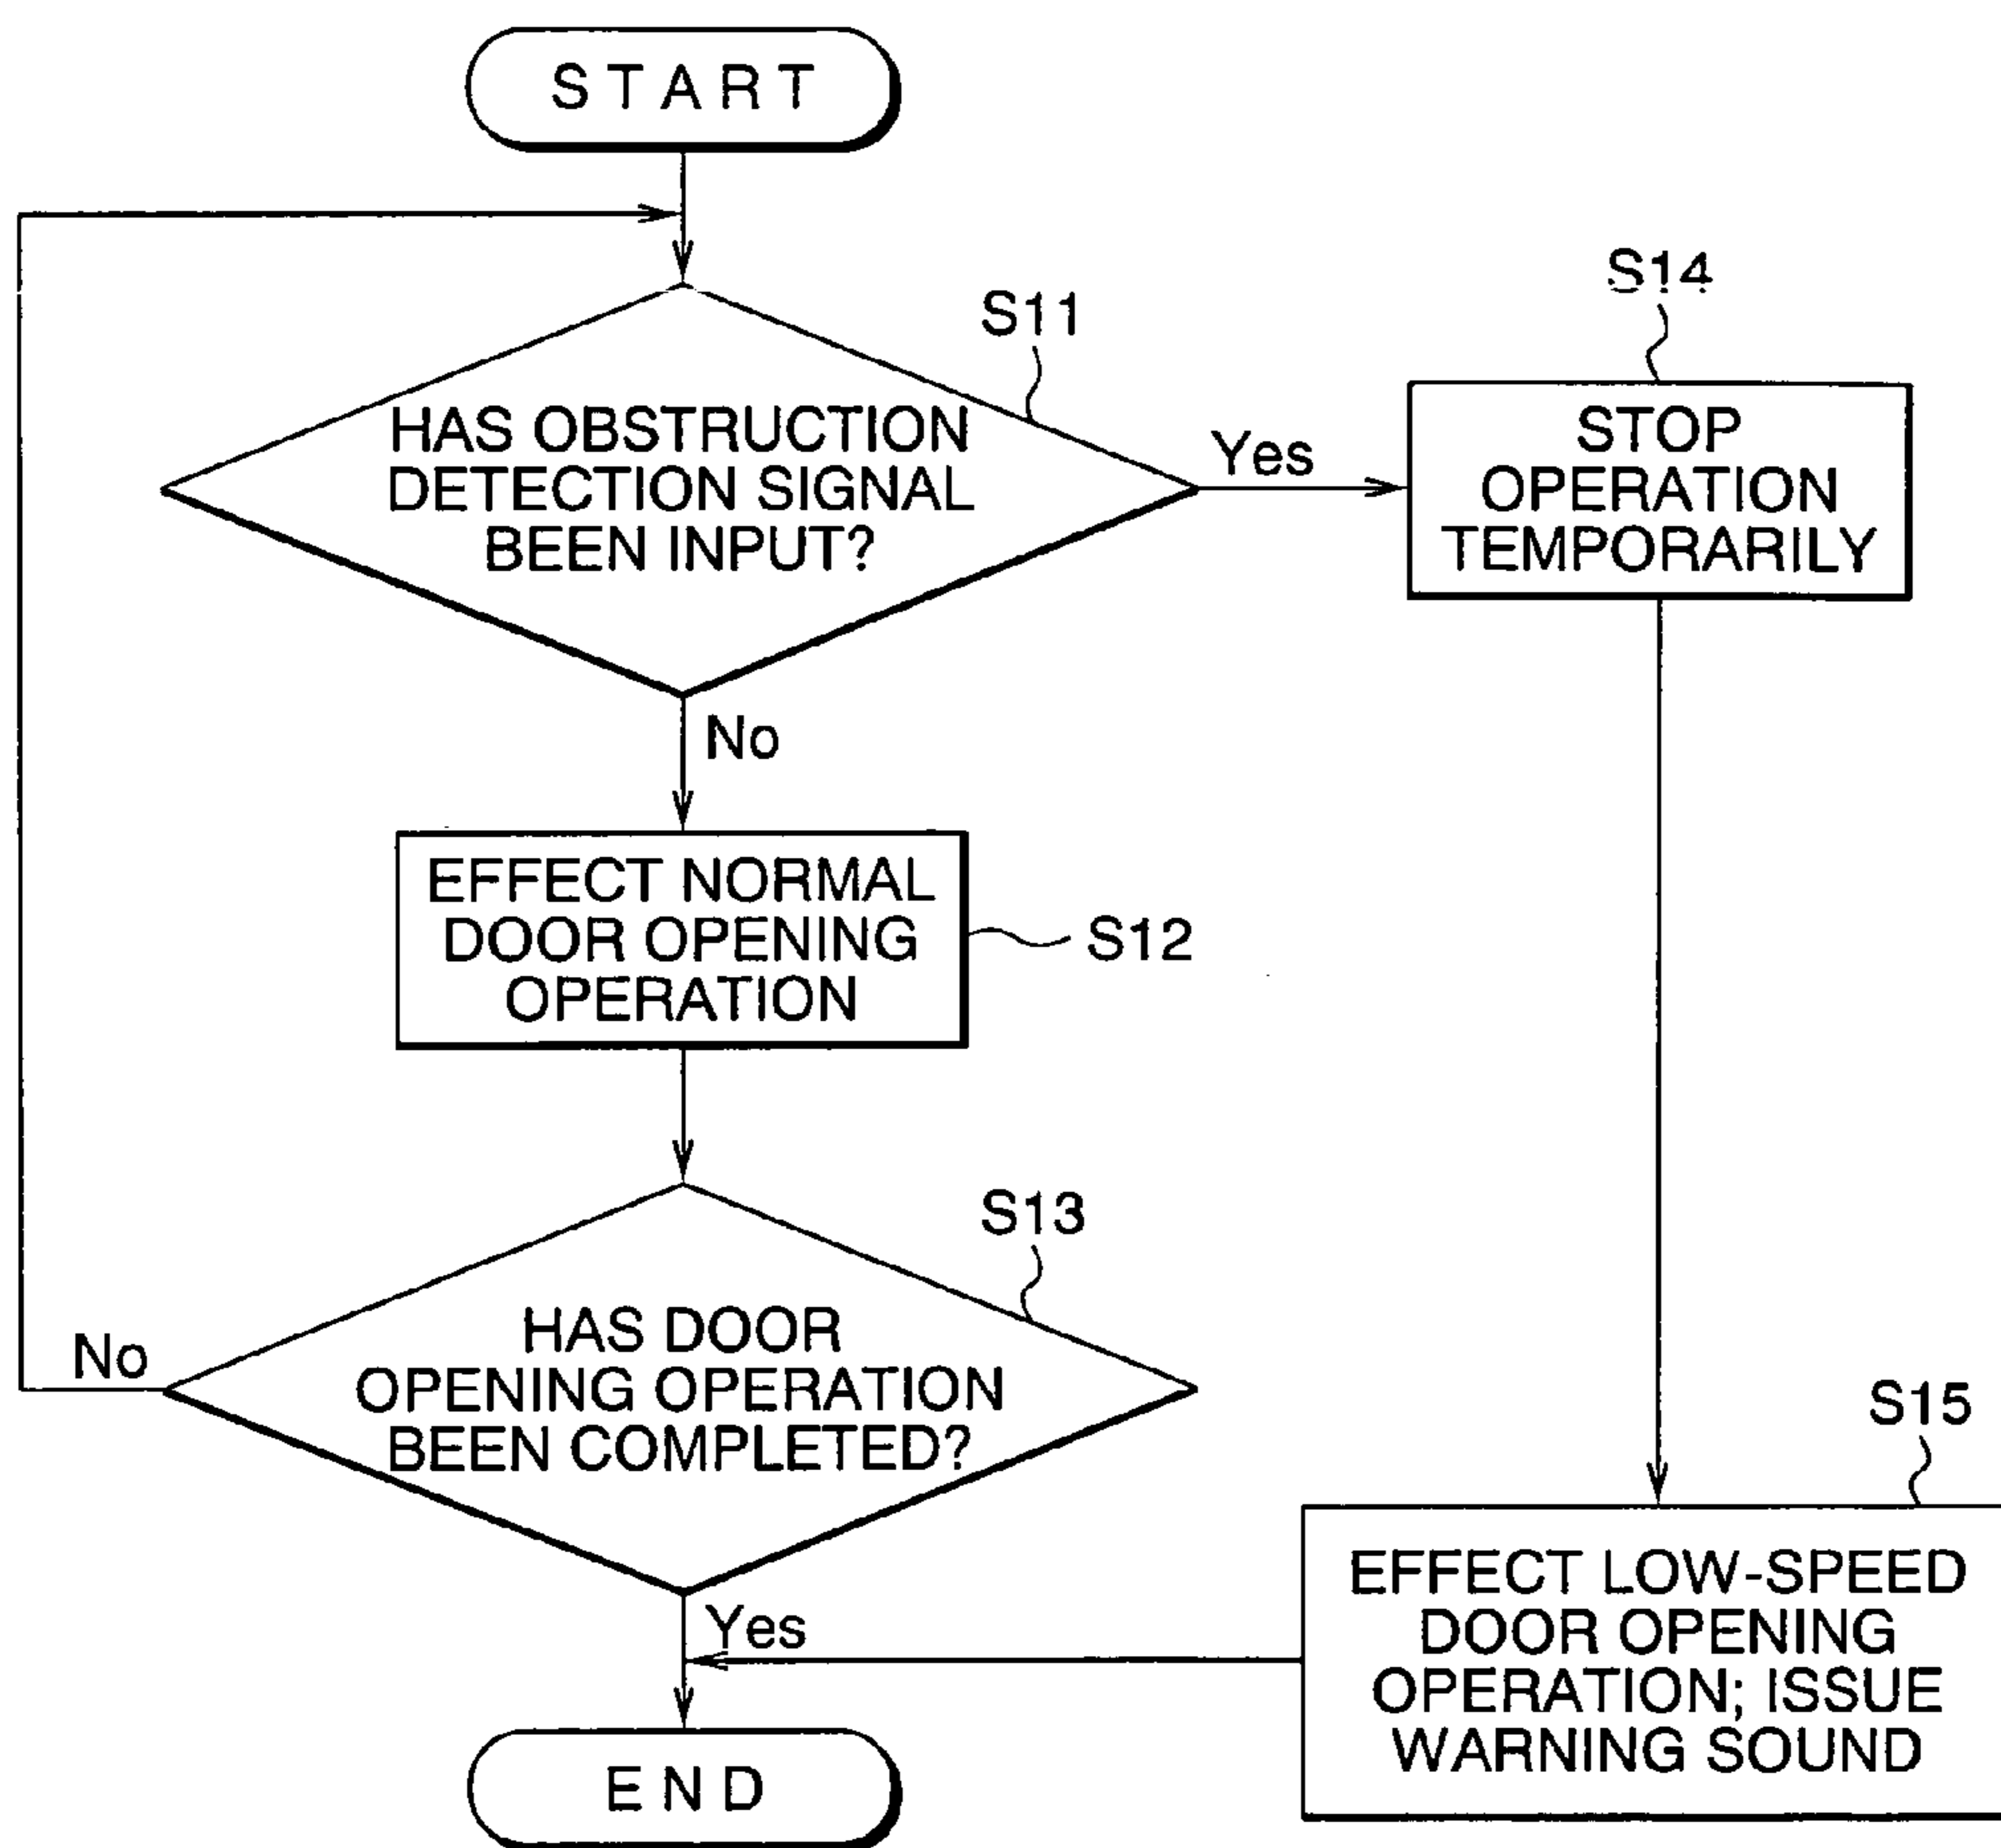 START
S11
HAS OBSTRUCTION
DETECTION SIGNAL
BEEN INPUT?
Yes
S14
STOP
OPERATION
TEMPORARILY
No
EFFECT NORMAL
DOOR OPENING
OPERATION
S12
S13
HAS DOOR
OPENING OPERATION
BEEN COMPLETED?
No
Yes
S15
EFFECT LOW-SPEED
DOOR OPENING
OPERATION; ISSUE
WARNING SOUND
END